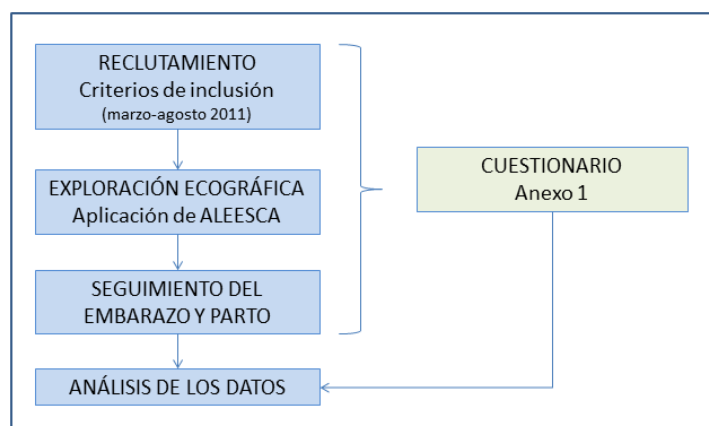 RECLUTAMIENTO
Criterios de inclusión
(marzo-agosto 2011)
EXPLORACIÓN ECOGRÁFICA
Aplicación de ALEESCA
SEGUIMIENTO DEL
EMBARAZO Y PARTO
ANÁLISIS DE LOS DATOS
CUESTIONARIO
Anexo 1